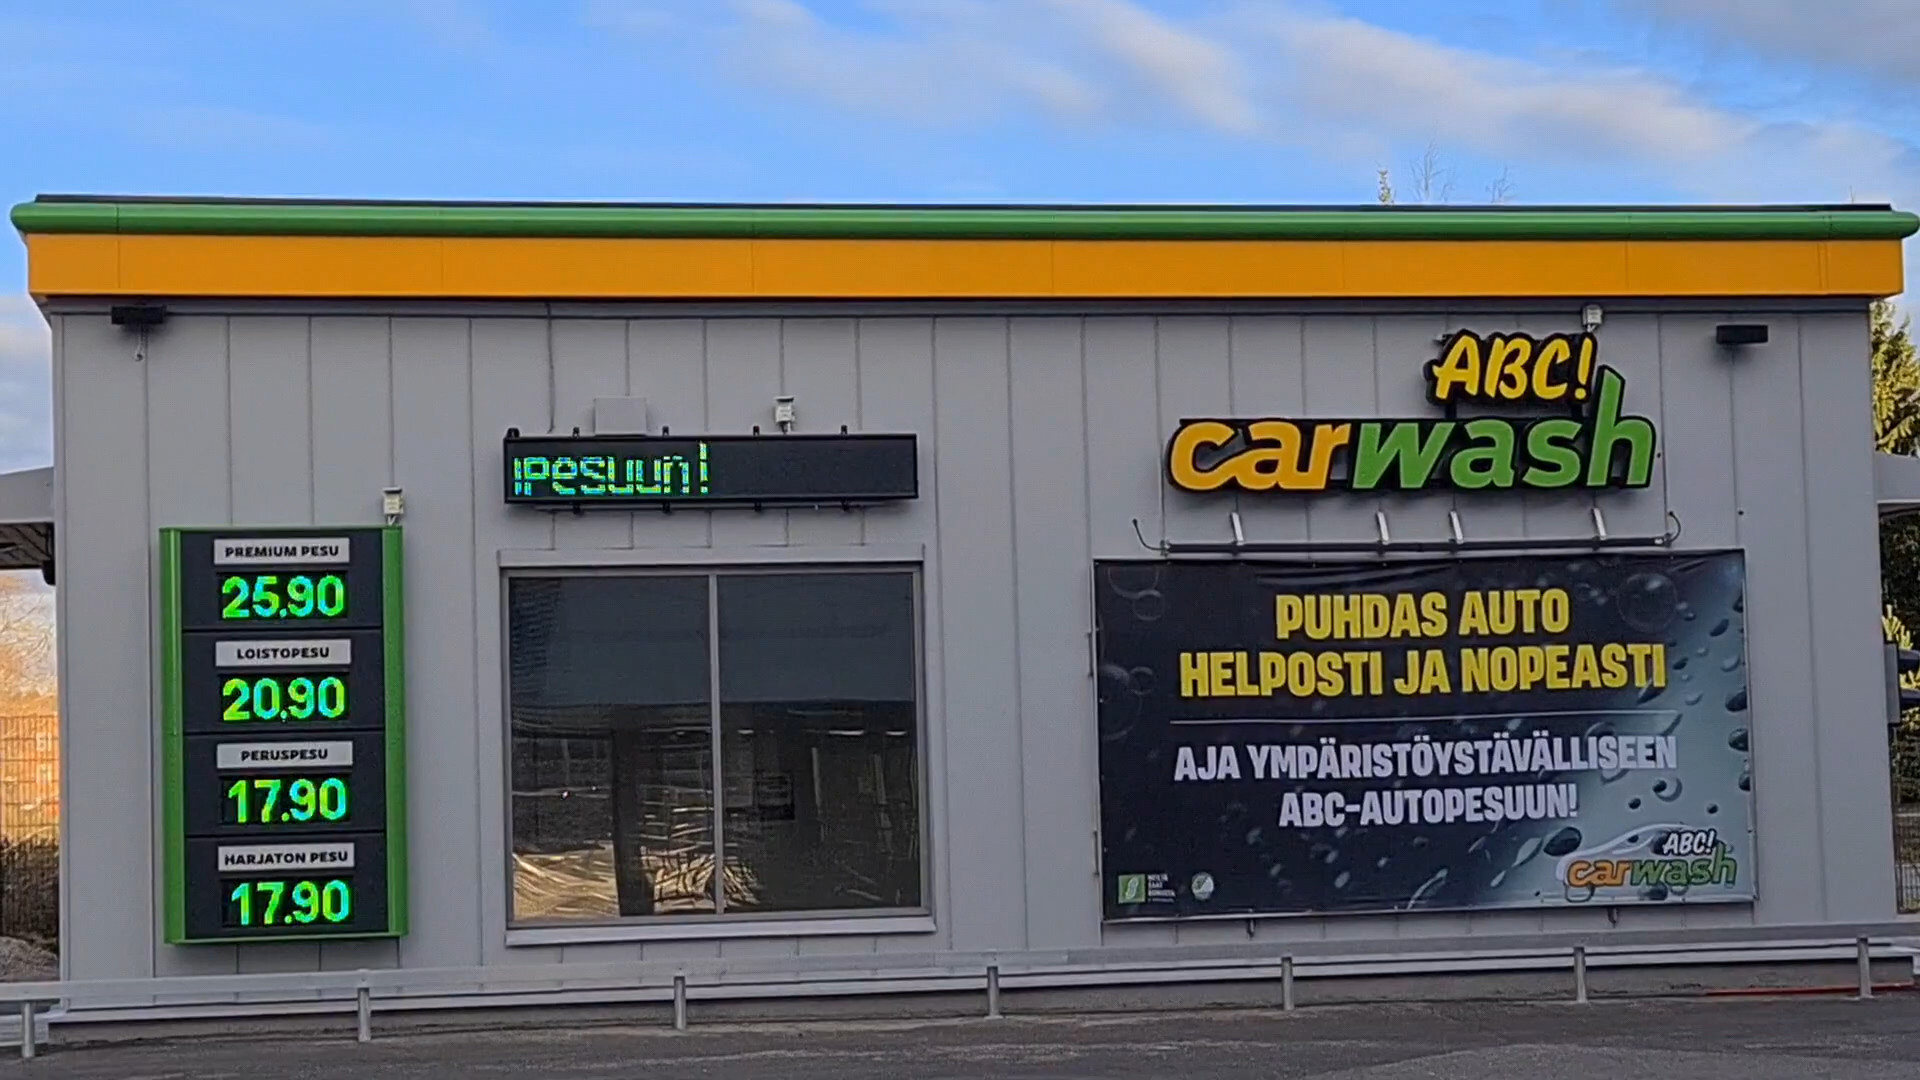 ABC!
carwash
pesuun!
PREMIUM PESU
25.90
LOISTOPESU
20.90
PERUSPESU
17.90
HARJATON PESU
17.90
PUHDAS AUTO
HELPOSTI JA NOPEASTI
AJA YMPÄRISTÖYSTÄVÄLLISEEN
ABC-AUTOPESUUN!
ABC!
carwash